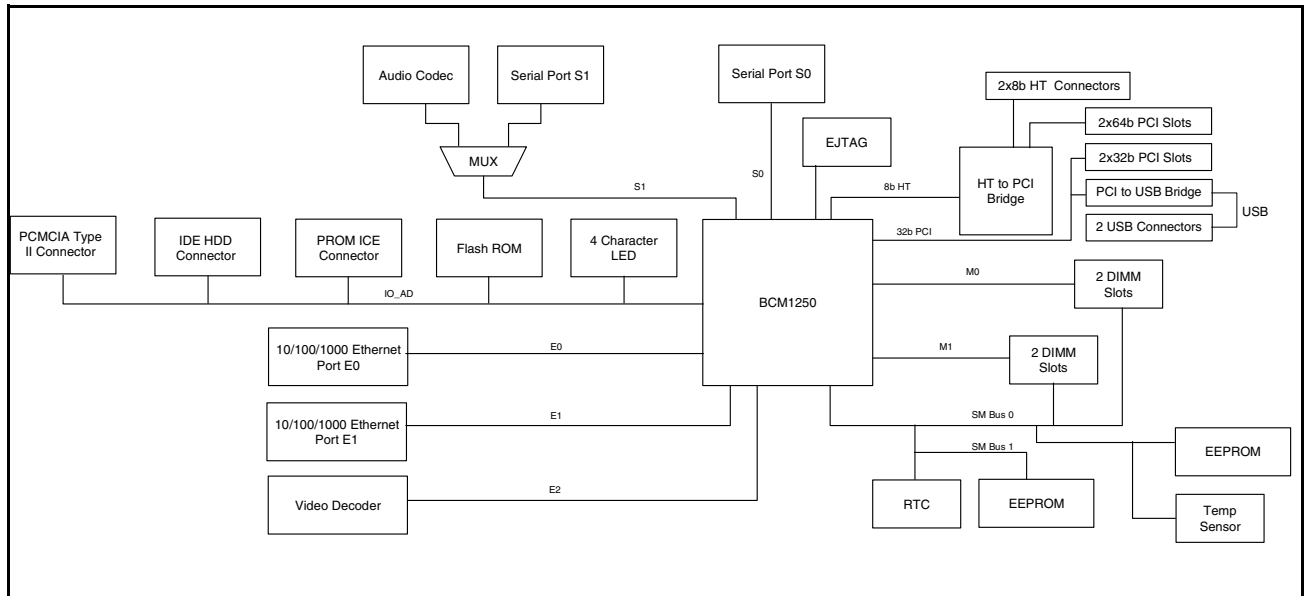 Audio Codec
Serial Port S1
Serial Port S0
2x8b HT Connectors
2x64b PCI Slots
EJTAG
MUX
2x32b PCI Slots
HT to PCI
Bridge
S0
S1
8b HT
PCI to USB Bridge
USB
2 USB Connectors
32b PCI
PCMCIA Type
II Connector
IDE HDD
Connector
PROM ICE
Connector
Flash ROM
4 Character
LED
IO_AD
BCM1250
M0
2 DIMM
Slots
10/100/1000 Ethernet
Port E0
E0
M1
2 DIMM
Slots
10/100/1000 Ethernet
Port E1
E1
SM Bus 0
SM Bus 1
EEPROM
Video Decoder
E2
RTC
EEPROM
Temp
Sensor